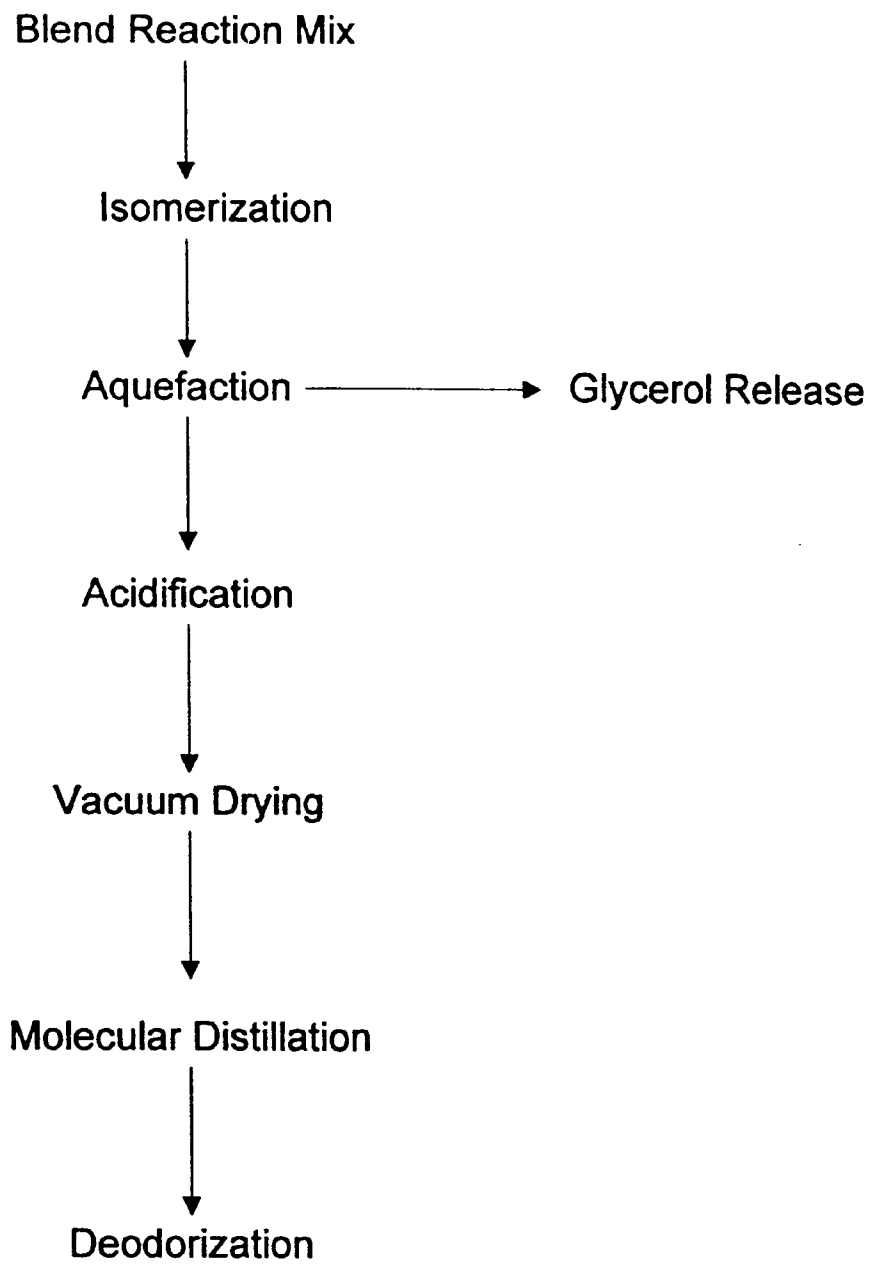 Blend Reaction Mix
Isomerization
Aquefaction
Glycerol Release
Acidification
Vacuum Drying
Molecular Distillation
Deodorization